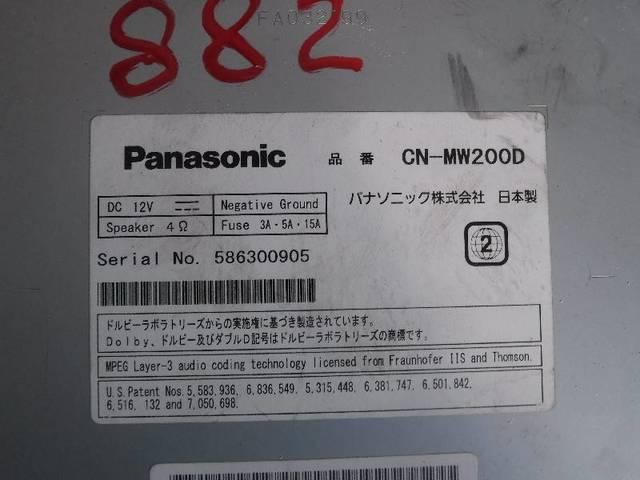 FA032199
882
Panasonic 品番 CN-MW200D
DC 12V Negative Ground
パナソニック株式会社 日本製
Speaker 4Ω Fuse 3A・5A・15A
2
Serial No. 586300905
ドルビーラボラトリーズからの実施権に基づき製造されています。
Dolby、ドルビー及びダブルD記号はドルビーラボラトリーズの商標です。
MPEG Layer-3 audio coding technology licensed from Fraunhofer IIS and Thomson.
U.S.Patent Nos.5,583,936, 6,836,549, 5,315,448, 6,381,747, 6,501,842,
6,516, 132 and 7,050,698.